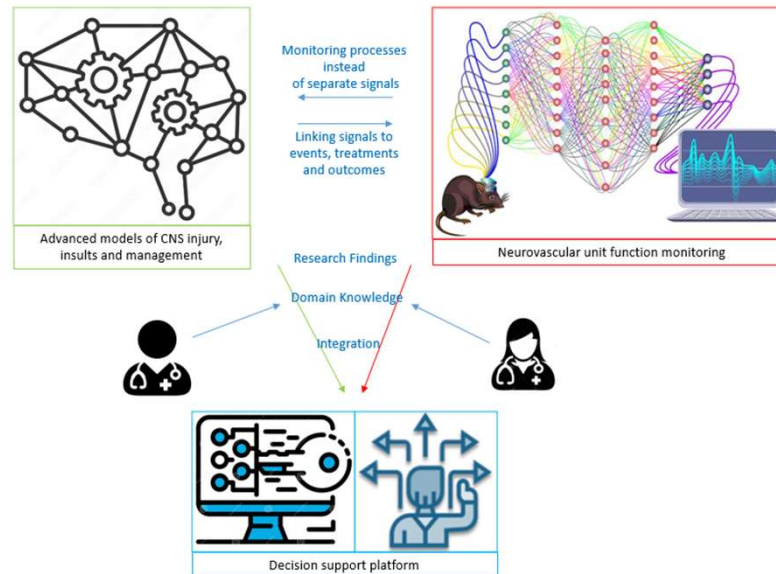 Monitoring processes
instead
of separate signals
Linking signals to
events, treatments
and outcomes
Advanced models of CNS injury,
insults and management
Neurovascular unit function monitoring
Research Findings
Domain Knowledge
Integration
Decision support platform